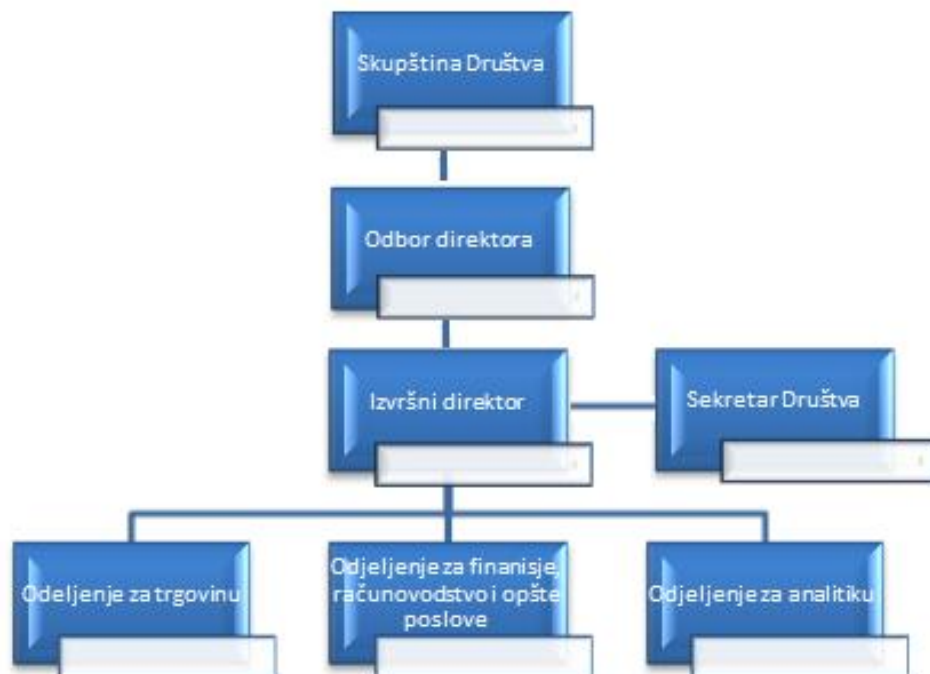 Skupština Društva
Odbor direktora
Izvršni direktor
Sekretar Društva
Odeljenje za trgovinu
Odjeljenje za finanisje,
računovodstvo i opšte
poslove
Odjeljenje za analitiku